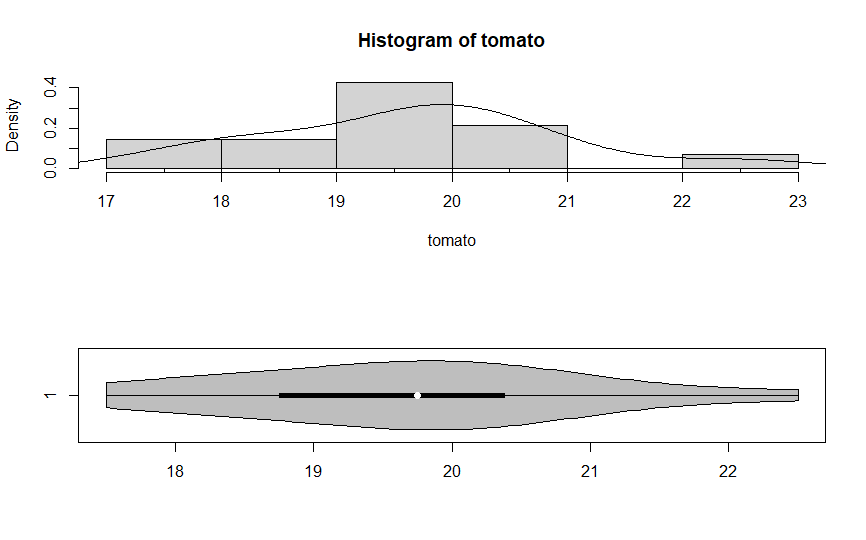 Histogram of tomato
Density
0.0 0.2 0.4
17 18 19 20 21 22 23
tomato
1
18 19 20 21 22